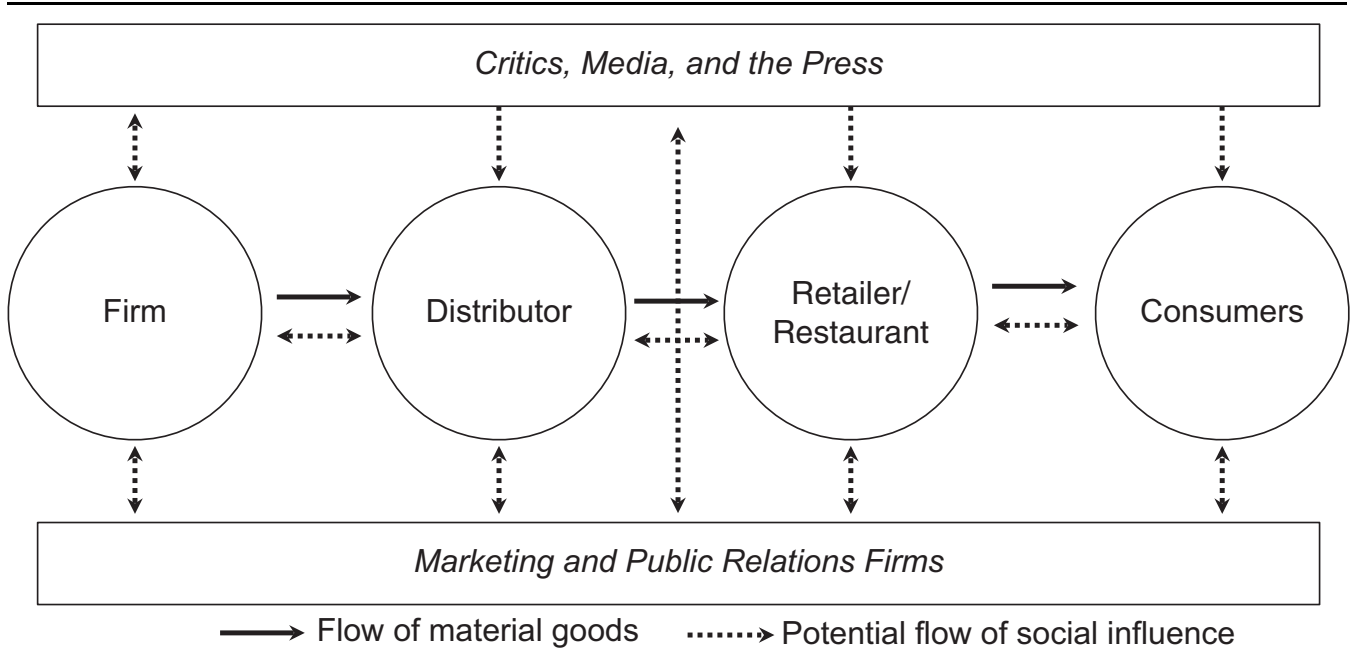 Critics, Media, and the Press
Firm
Distributor
Retailer/
Restaurant
Consumers
Marketing and Public Relations Firms
Flow of material goods
Potential flow of social influence